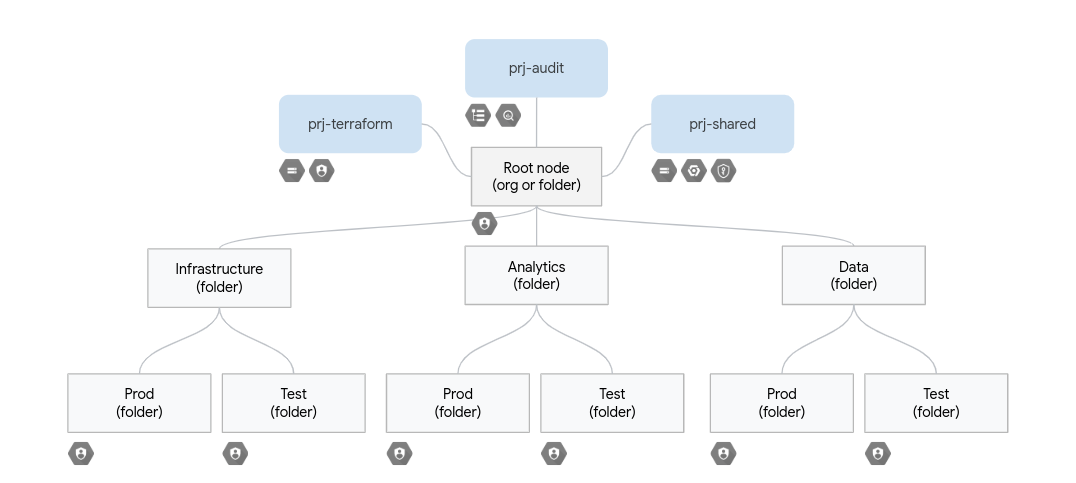 prj-audit
prj-terraform
prj-shared
Root node
(org or folder)
Infrastructure
(folder)
Analytics
(folder)
Data
(folder)
Prod
(folder)
Test
(folder)
Prod
(folder)
Test
(folder)
Prod
(folder)
Test
(folder)